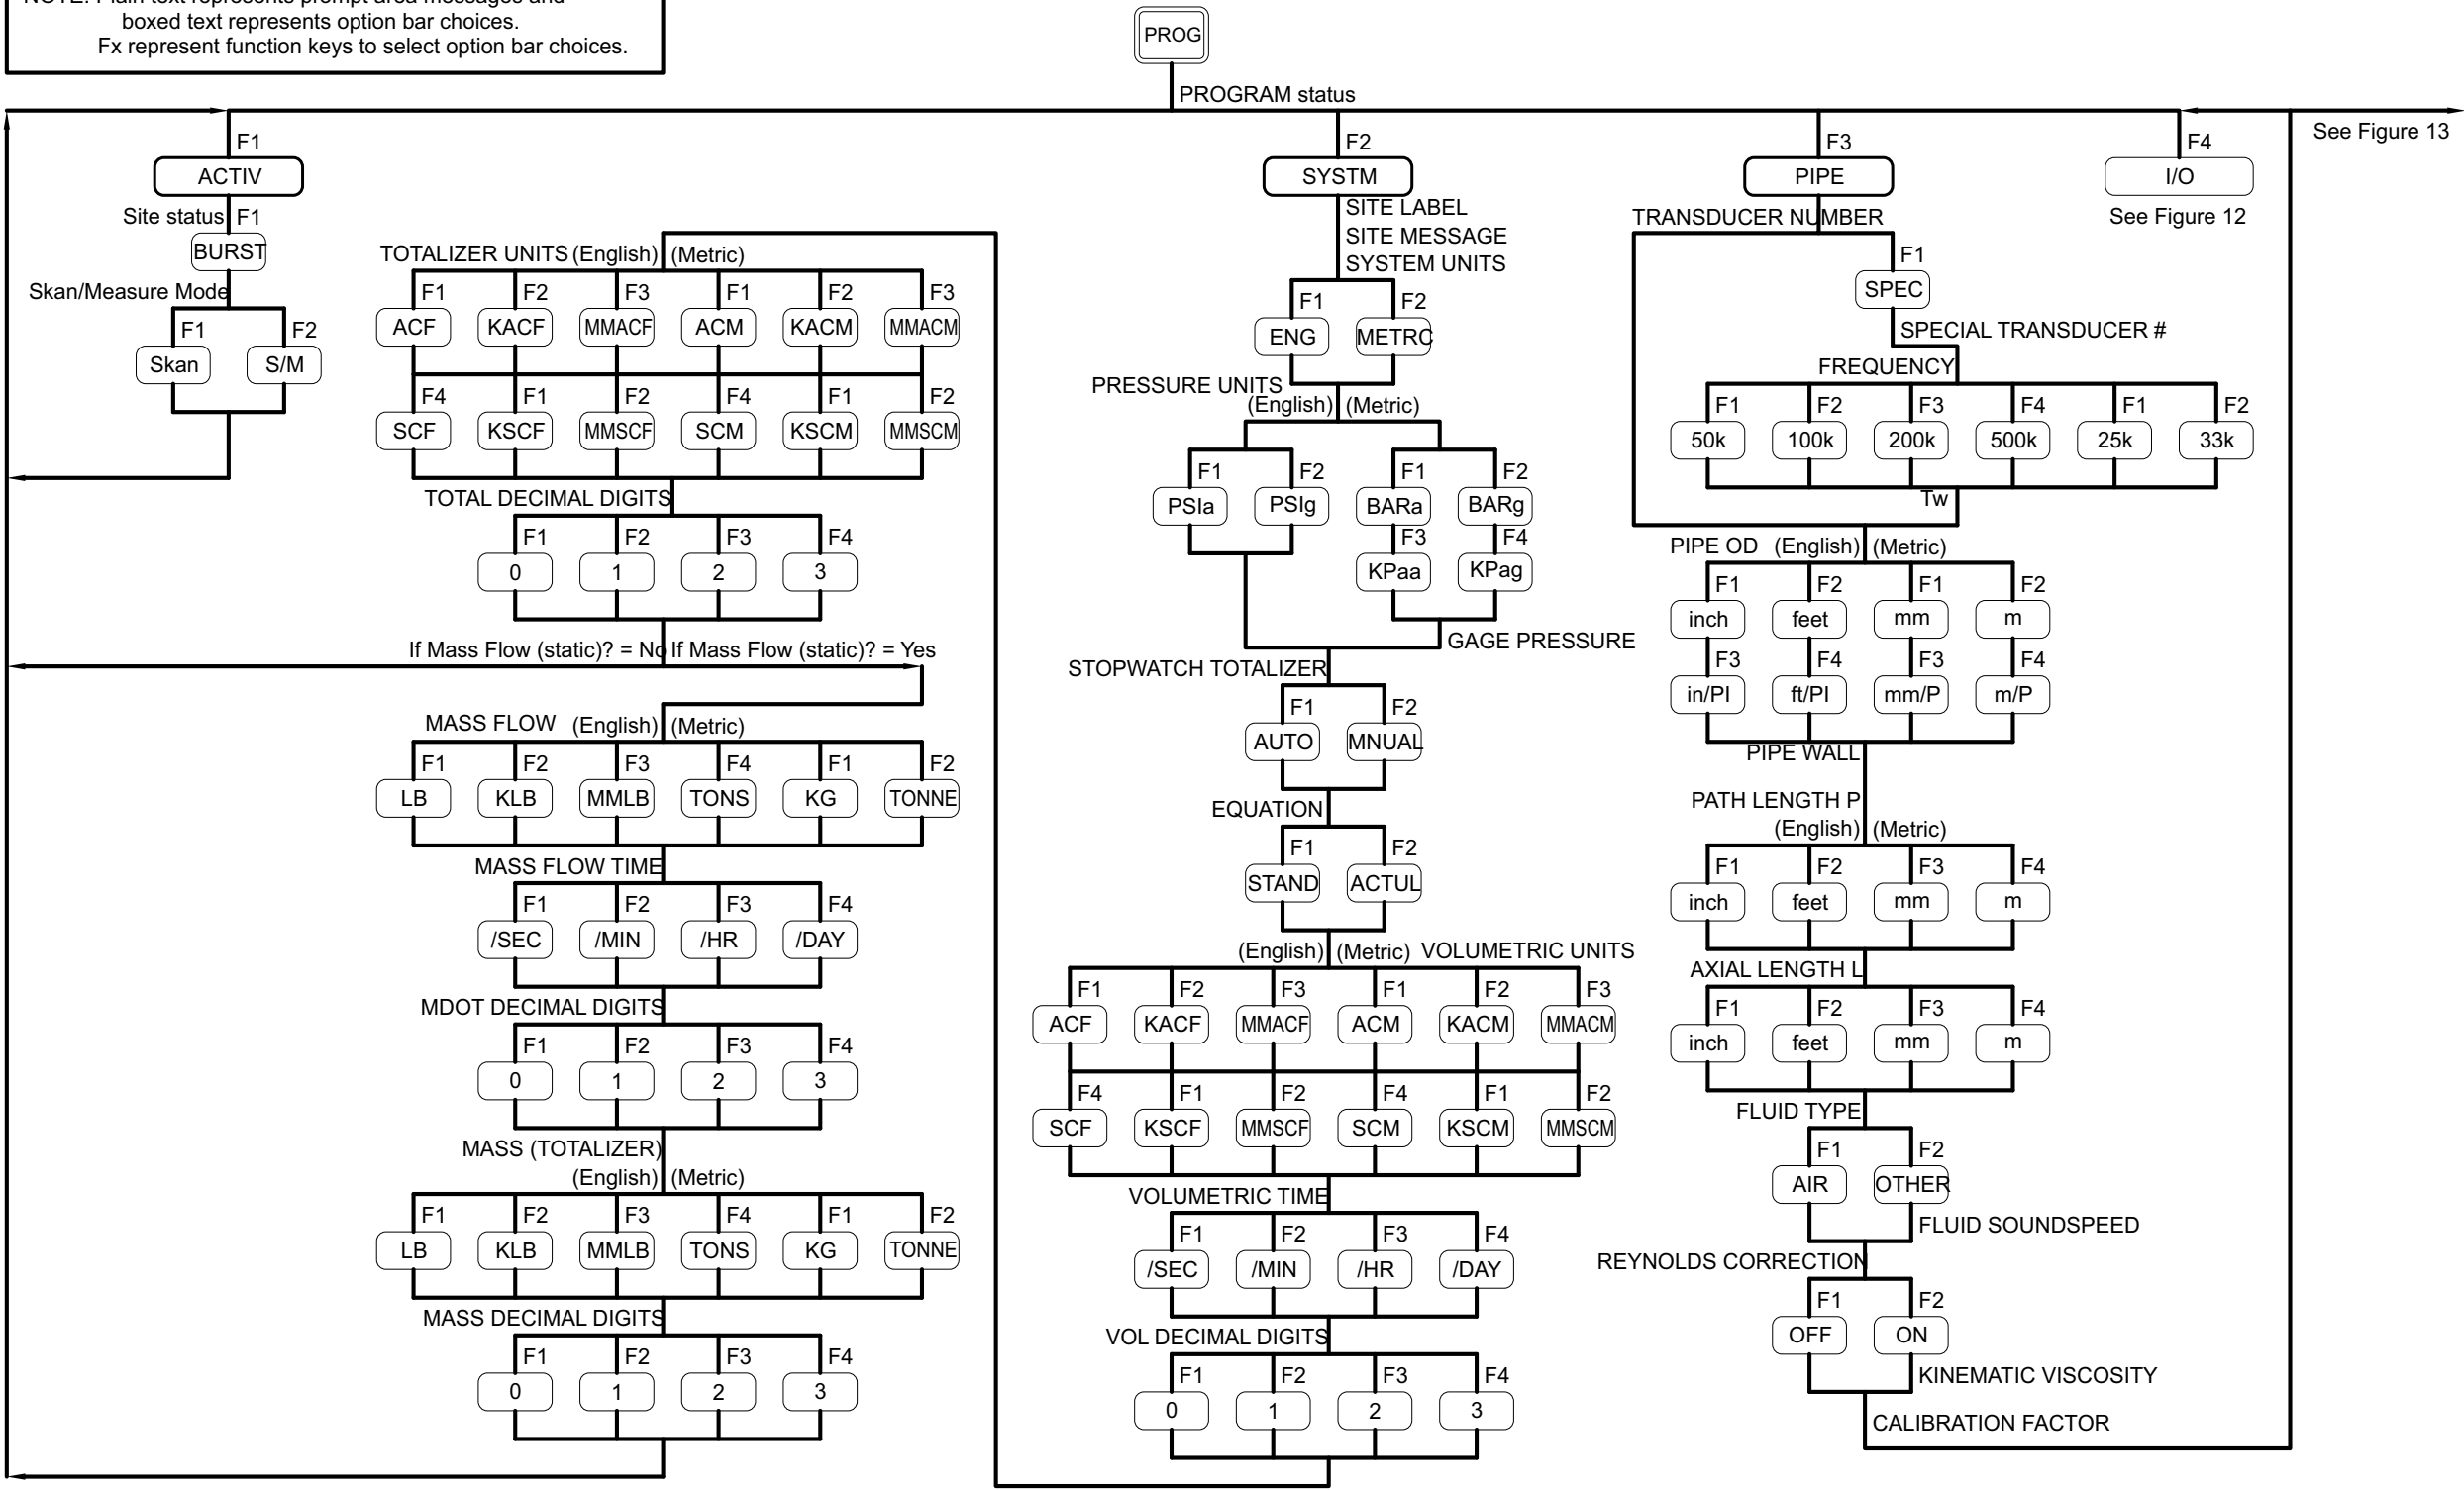 NOTE: Plain text represents prompt area messages and
boxed text represents option bar choices.
Fx represent function keys to select option bar choices.
PROG
PROGRAM status
See Figure 13
F1
ACTIV
Site status F1
BURST
Skan/Measure Mode
F1 F2
Skan S/M
TOTALIZER UNITS (English) (Metric)
F1 F2 F3 F1 F2 F3
ACF KACF MMACF ACM KACM MMACM
F4 F1 F2 F4 F1 F2
SCF KSCF MMSCF SCM KSCM MMSCM
TOTAL DECIMAL DIGITS
F1 F2 F3 F4
0 1 2 3
If Mass Flow (static)? = No If Mass Flow (static)? = Yes
MASS FLOW (English) (Metric)
F1 F2 F3 F4 F1 F2
LB KLB MMLB TONS KG TONNE
MASS FLOW TIME
F1 F2 F3 F4
/SEC /MIN /HR /DAY
MDOT DECIMAL DIGITS
F1 F2 F3 F4
0 1 2 3
MASS (TOTALIZER)
(English) (Metric)
F1 F2 F3 F4 F1 F2
LB KLB MMLB TONS KG TONNE
MASS DECIMAL DIGITS
F1 F2 F3 F4
0 1 2 3
F2
SYSTM
SITE LABEL
SITE MESSAGE
SYSTEM UNITS
F1 F2
ENG METRC
PRESSURE UNITS
(English) (Metric)
F1 F2 F1 F2
PSIa PSIg BARa BARg
F3 F4
KPaa KPag
GAGE PRESSURE
STOPWATCH TOTALIZER
F1 F2
AUTO MNUAL
EQUATION
F1 F2
STAND ACTUL
(English) (Metric) VOLUMETRIC UNITS
F1 F2 F3 F1 F2 F3
ACF KACF MMACF ACM KACM MMACM
F4 F1 F2 F4 F1 F2
SCF KSCF MMSCF SCM KSCM MMSCM
VOLUMETRIC TIME
F1 F2 F3 F4
/SEC /MIN /HR /DAY
VOL DECIMAL DIGITS
F1 F2 F3 F4
0 1 2 3
F3
PIPE
TRANSDUCER NUMBER
F1
SPEC
SPECIAL TRANSDUCER #
FREQUENCY
F1 F2 F3 F4 F1 F2
50k 100k 200k 500k 25k 33k
Tw
PIPE OD (English) (Metric)
F1 F2 F1 F2
inch feet mm m
F3 F4 F3 F4
in/PI ft/PI mm/P m/P
PIPE WALL
PATH LENGTH P
(English) (Metric)
F1 F2 F3 F4
inch feet mm m
AXIAL LENGTH L
F1 F2 F3 F4
inch feet mm m
FLUID TYPE
F1 F2
AIR OTHER
FLUID SOUNDSPEED
REYNOLDS CORRECTION
F1 F2
OFF ON
KINEMATIC VISCOSITY
CALIBRATION FACTOR
F4
I/O
See Figure 12